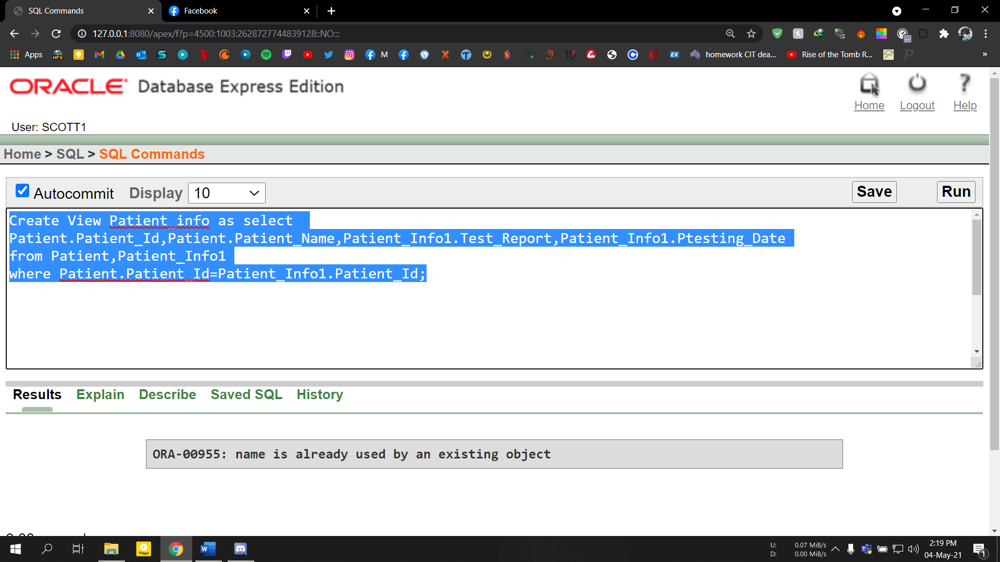 SQL Commands
Facebook
127.0.0.1:8080/apex/f?p=4500:1003:2628727744839128::NO:::
Apps
HFS
M
EX
homework CIT dea...
Rise of the Tomb R...
ORACLE Database Express Edition
Home
Logout
Help
User: SCOTT1
Home > SQL > SQL Commands
Autocommit
Display
10
Save
Run
Create View Patient_info as select
Patient.Patient_Id,Patient.Patient_Name,Patient_Info1.Test_Report,Patient_Info1.Ptesting_Date
from Patient,Patient_Info1
where Patient.Patient_Id=Patient_Info1.Patient_Id;
Results
Explain
Describe
Saved SQL
History
ORA-00955: name is already used by an existing object
U: 0.07 MiB/s
D: 0.00 MiB/s
2:19 PM
04-May-21
1